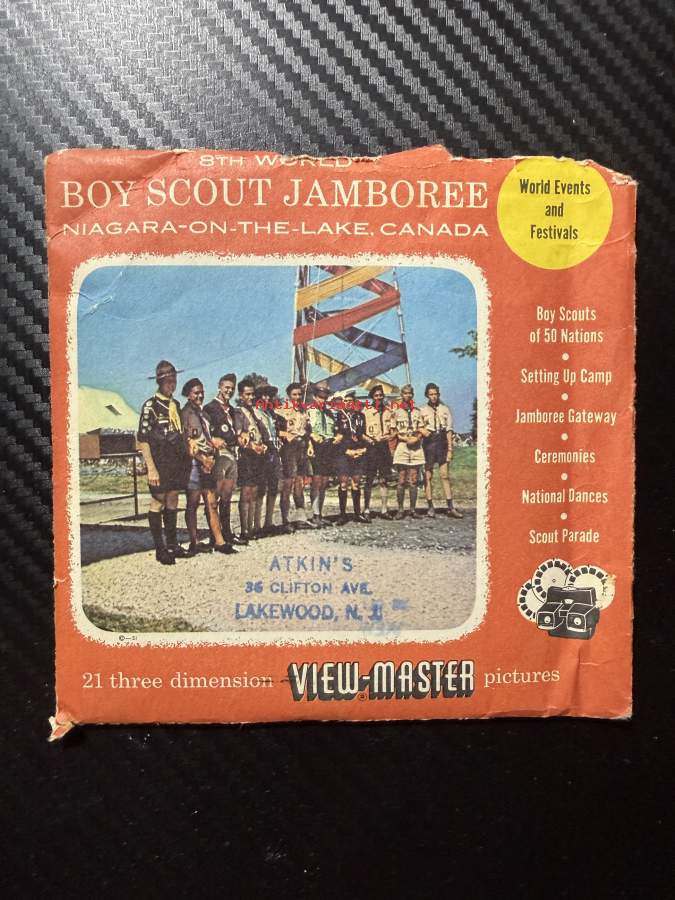 8TH WORLD
BOY SCOUT JAMBOREE
NIAGARA-ON-THE-LAKE, CANADA
World Events
and
Festivals
Boy Scouts
of 50 Nations
•
Setting Up Camp
•
Jamboree Gateway
•
Ceremonies
•
National Dances
•
Scout Parade
antikvariaatti.net
ATKIN'S
36 CLIFTON AVE.
LAKEWOOD, N. J.
21 three dimension VIEW-MASTER pictures
®